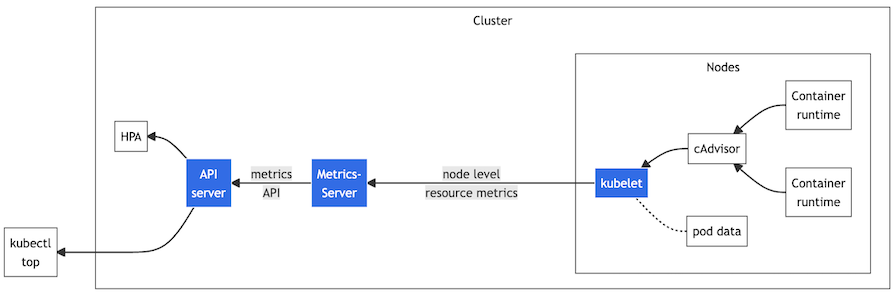 Cluster
Nodes
Container
runtime
HPA
cAdvisor
API
server
metrics
API
Metrics-
Server
node level
resource metrics
kubelet
Container
runtime
pod data
kubectl
top